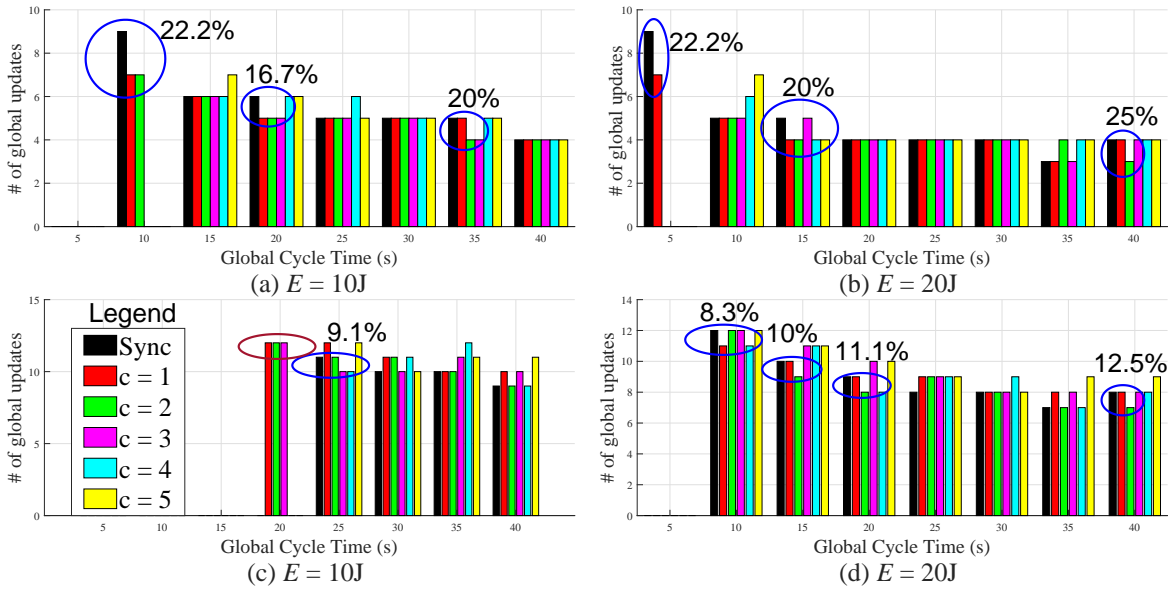 10
8
6
4
2
0
# of global updates
22.2%
16.7%
20%
5 10 15 20 25 30 35 40
Global Cycle Time (s)
(a) E = 10J
10
8
6
4
2
0
# of global updates
22.2%
20%
25%
5 10 15 20 25 30 35 40
Global Cycle Time (s)
(b) E = 20J
15
10
5
0
# of global updates
Legend
Sync
c = 1
c = 2
c = 3
c = 4
c = 5
9.1%
5 10 15 20 25 30 35 40
Global Cycle Time (s)
(c) E = 10J
14
12
10
8
6
4
2
0
# of global updates
8.3%
10%
11.1%
12.5%
5 10 15 20 25 30 35 40
Global Cycle Time (s)
(d) E = 20J